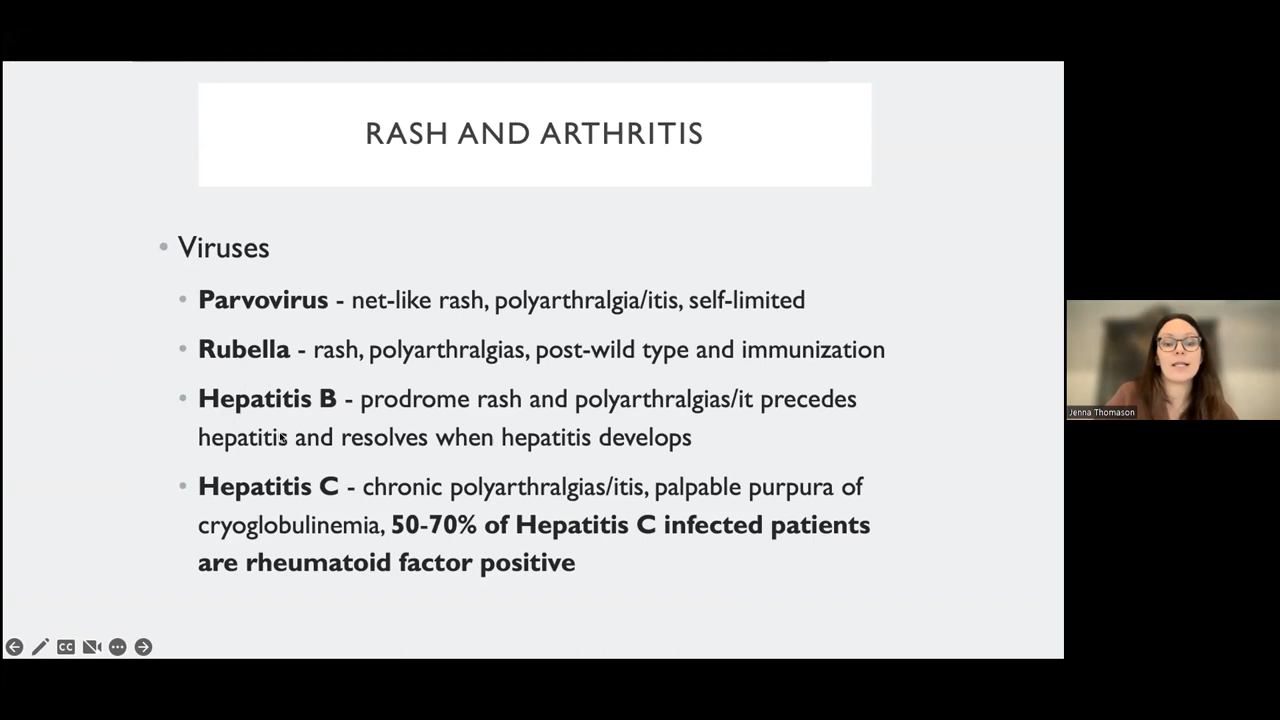 RASH AND ARTHRITIS
• Viruses
• Parvovirus - net-like rash, polyarthralgia/itis, self-limited
• Rubella - rash, polyarthralgias, post-wild type and immunization
• Hepatitis B - prodrome rash and polyarthralgias/it precedes
hepatitis and resolves when hepatitis develops
• Hepatitis C - chronic polyarthralgias/itis, palpable purpura of
cryoglobulinemia, 50-70% of Hepatitis C infected patients
are rheumatoid factor positive
Jenna Thomason
CC